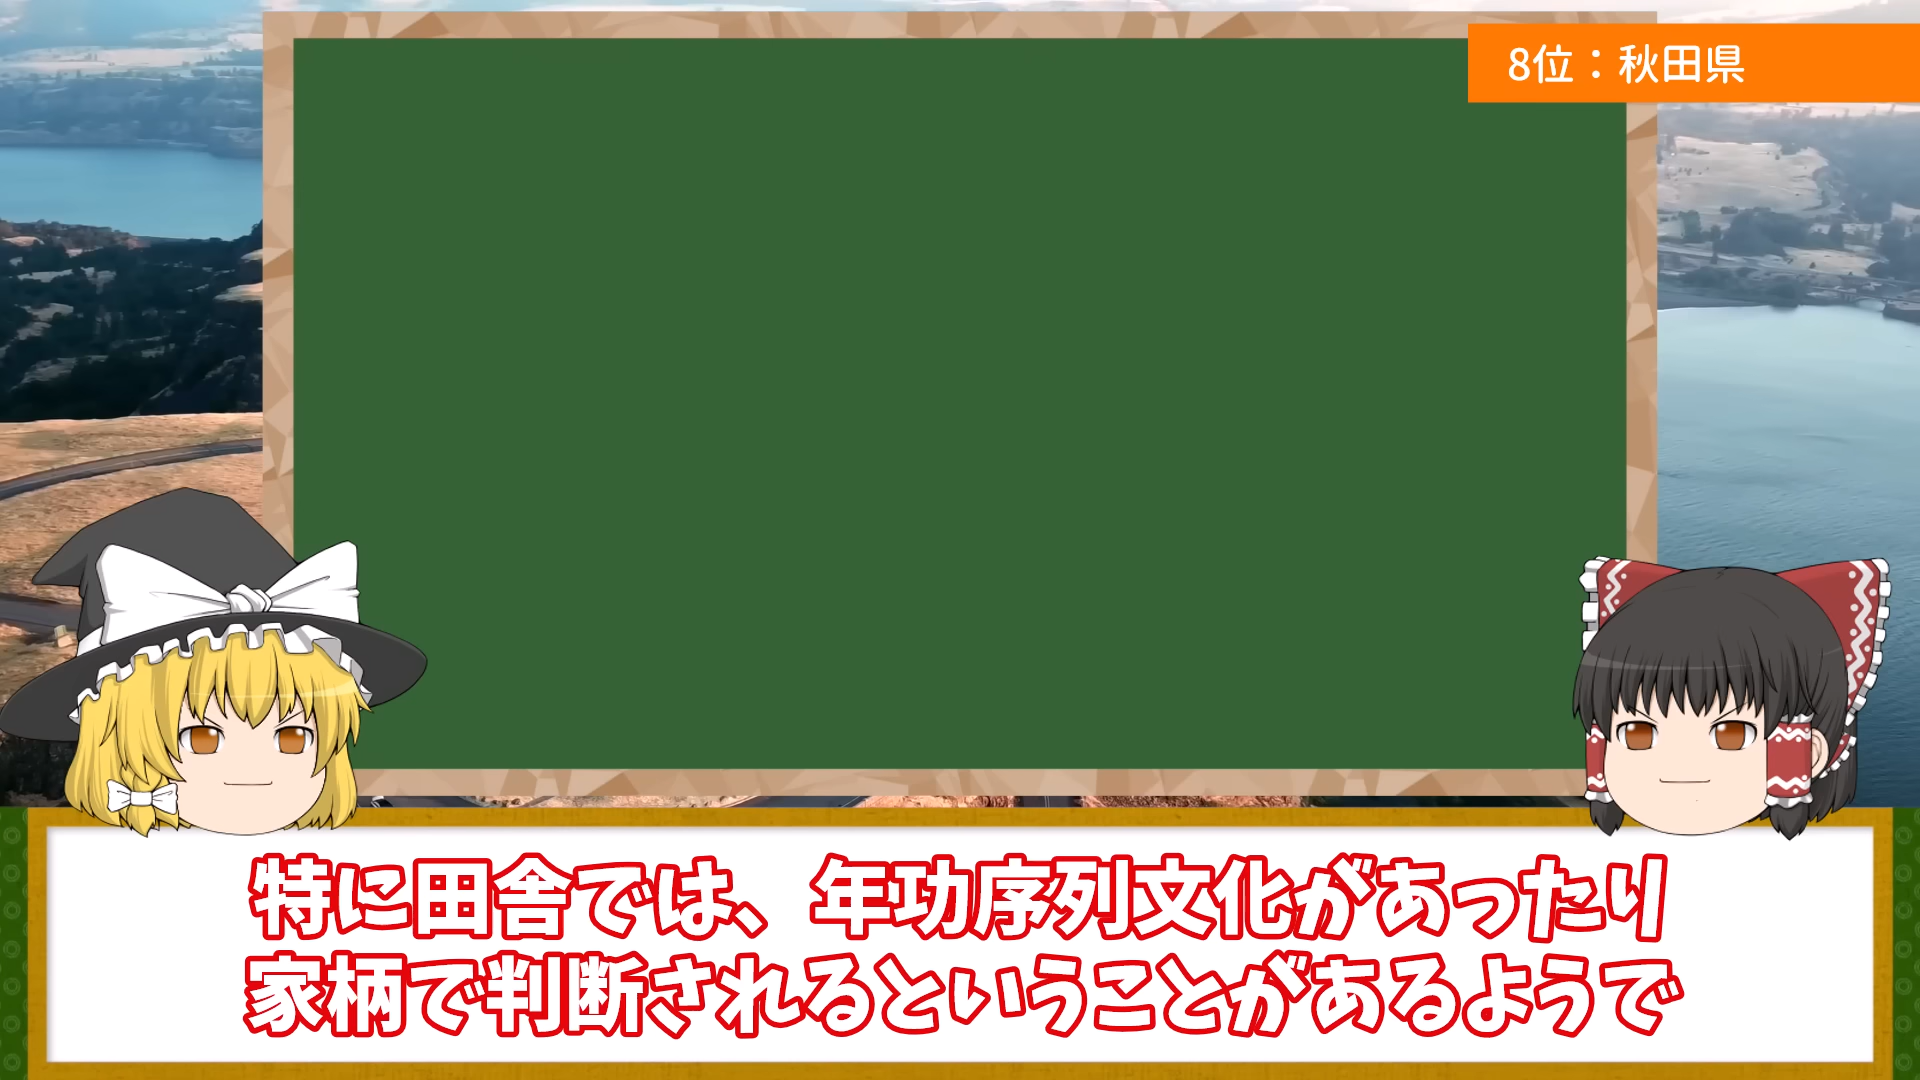 8位：秋田県
特に田舎では、年功序列文化があったり
家柄で判断されるということがあるようで